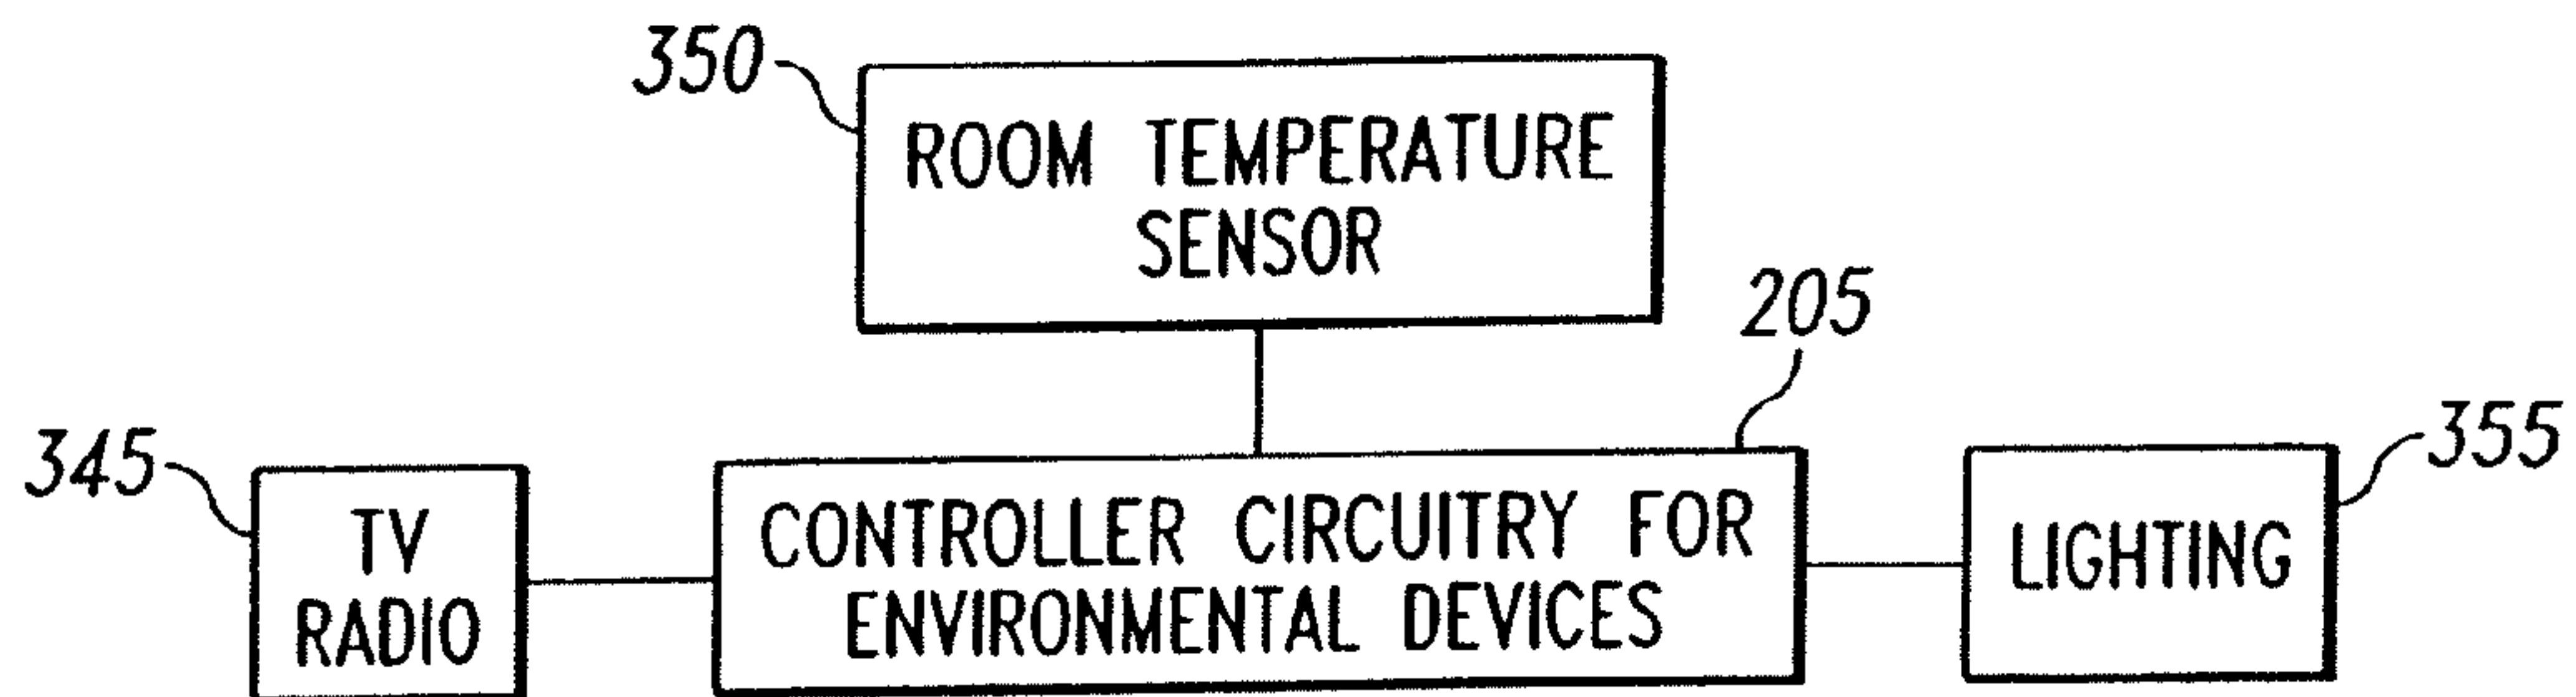 350
ROOM TEMPERATURE
SENSOR
205
345
TV
RADIO
CONTROLLER CIRCUITRY FOR
ENVIRONMENTAL DEVICES
LIGHTING
355